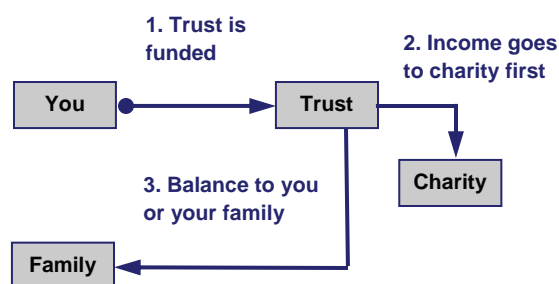 1. Trust is
funded
2. Income goes
to charity first
You
Trust
Charity
3. Balance to you
or your family
Family